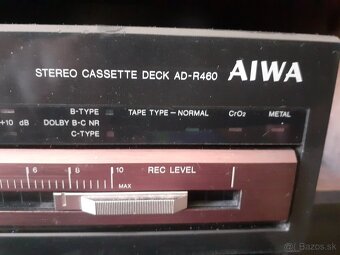 STEREO CASSETTE DECK AD-R460 AIWA
B-TYPE TAPE TYPE – NORMAL CrO₂ METAL
+10 dB DOLBY B-C NR
C-TYPE
6 8 10 REC LEVEL
MAX
Bazos.sk